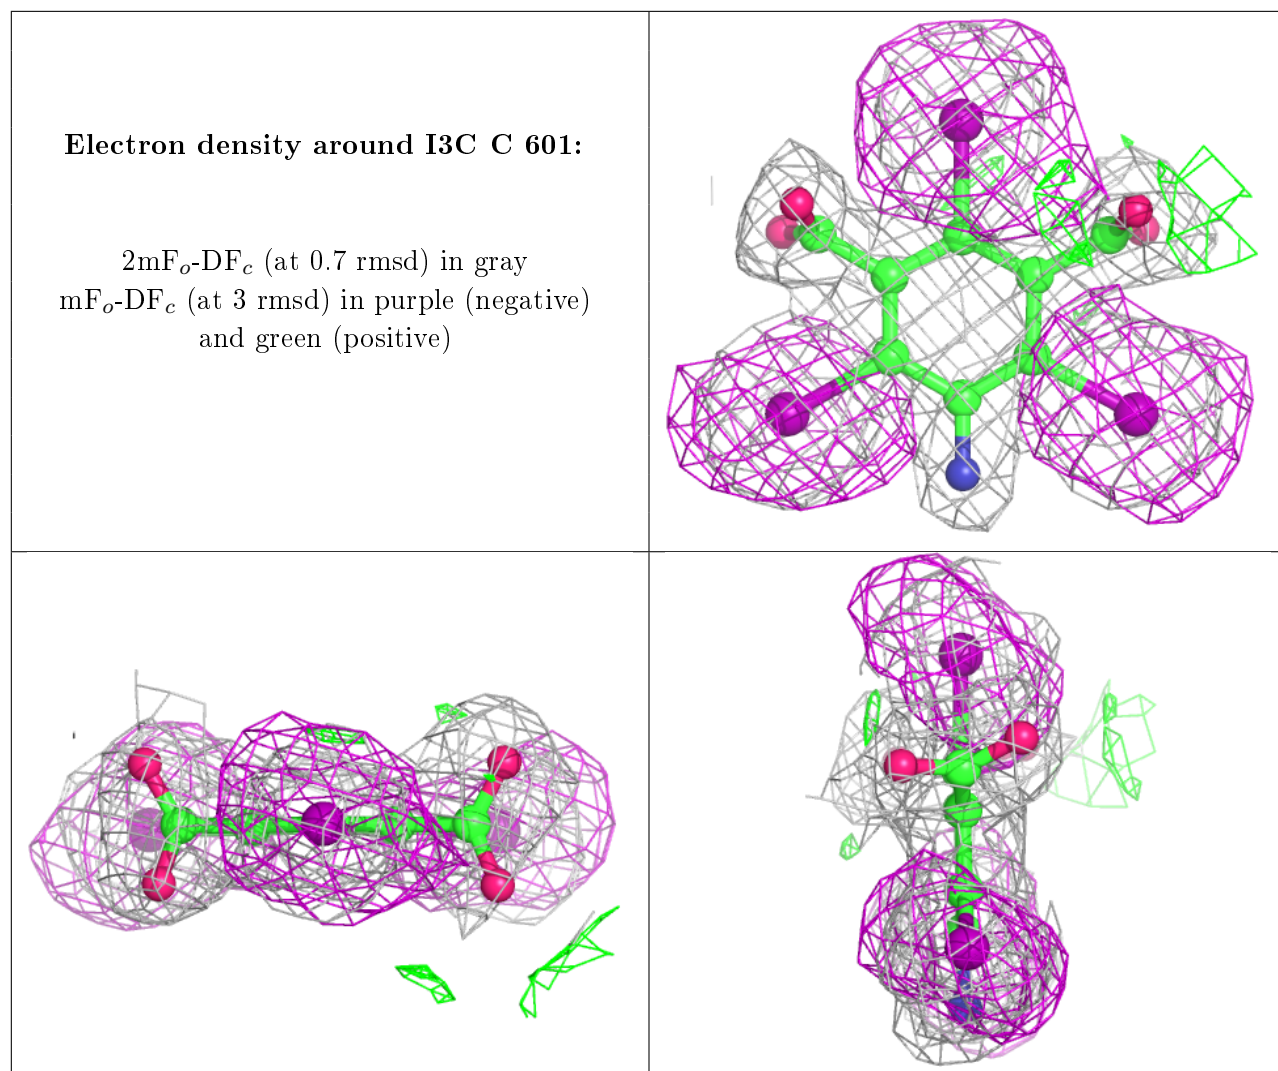 Electron density around I3C C 601:
2mFo-DFc (at 0.7 rmsd) in gray
mFo-DFc (at 3 rmsd) in purple (negative)
and green (positive)